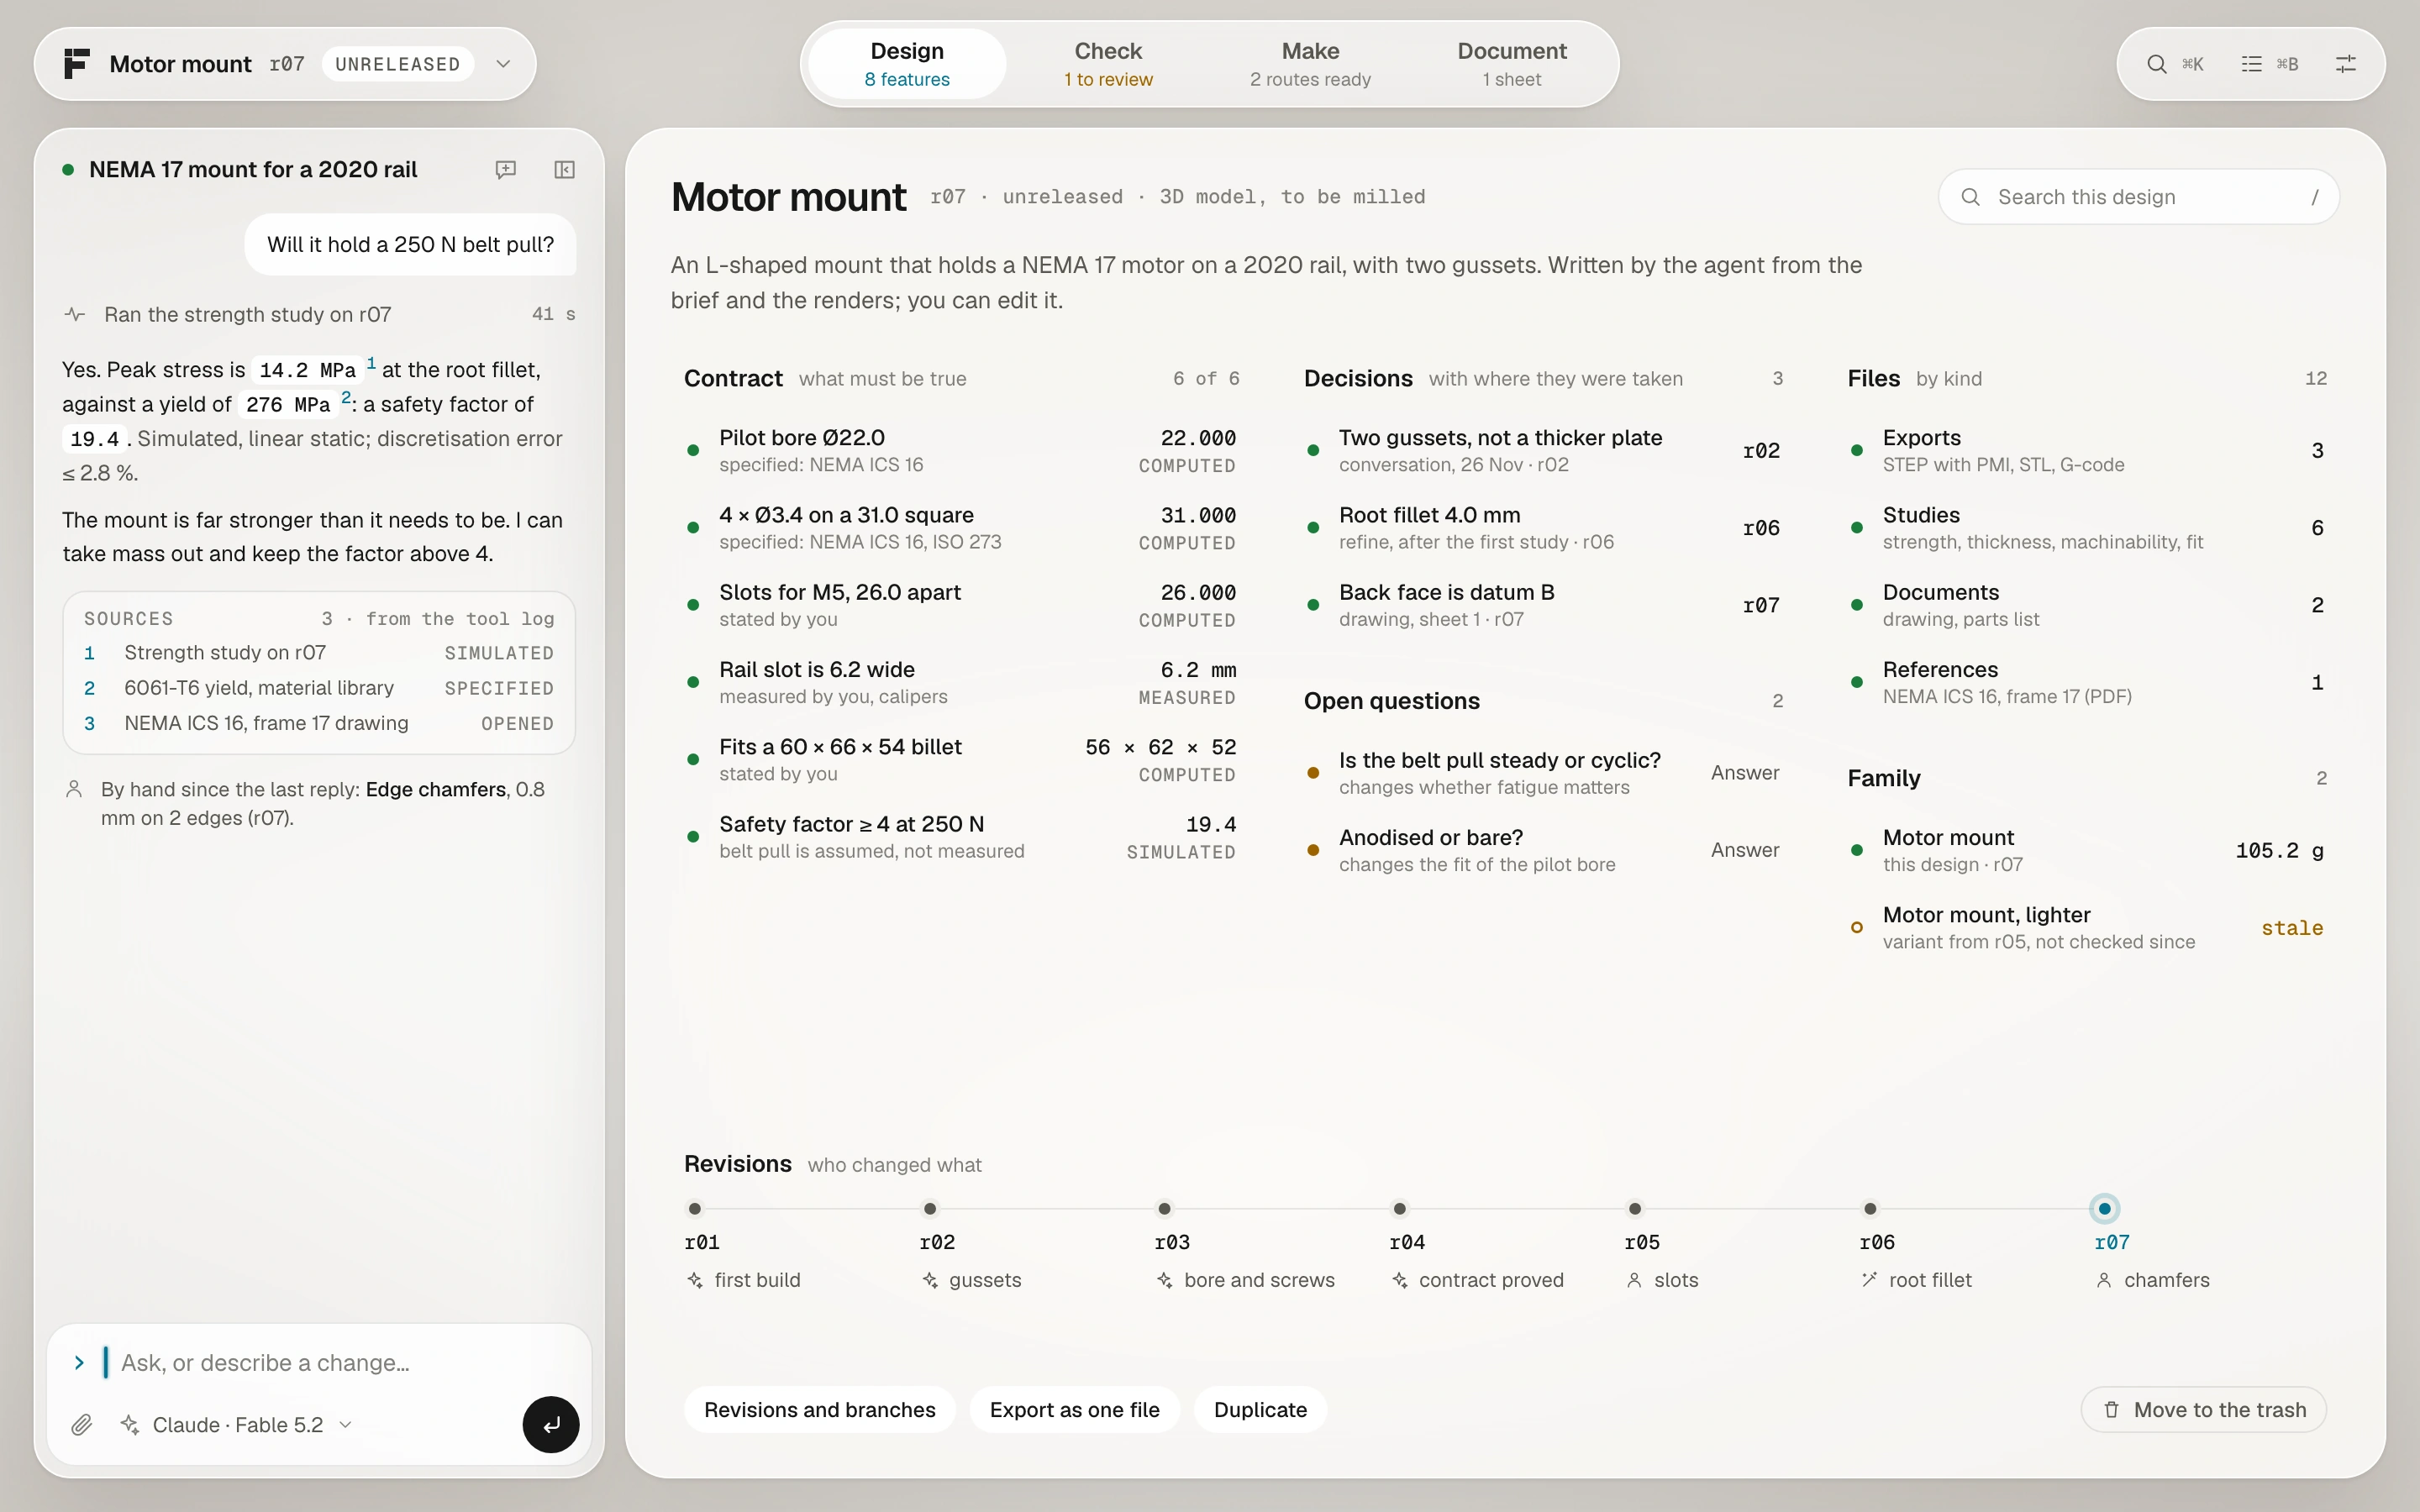 Motor mount r07 UNRELEASED
Design
8 features
Check
1 to review
Make
2 routes ready
Document
1 sheet
⌘K
⌘B
NEMA 17 mount for a 2020 rail
Will it hold a 250 N belt pull?
Ran the strength study on r07 41 s
Yes. Peak stress is 14.2 MPa 1 at the root fillet,
against a yield of 276 MPa 2: a safety factor of
19.4. Simulated, linear static; discretisation error
≤ 2.8 %.
The mount is far stronger than it needs to be. I can
take mass out and keep the factor above 4.
SOURCES 3 · from the tool log
1 Strength study on r07 SIMULATED
2 6061-T6 yield, material library SPECIFIED
3 NEMA ICS 16, frame 17 drawing OPENED
By hand since the last reply: Edge chamfers, 0.8
mm on 2 edges (r07).
Ask, or describe a change…
Claude · Fable 5.2
Motor mount r07 · unreleased · 3D model, to be milled
Search this design /
An L-shaped mount that holds a NEMA 17 motor on a 2020 rail, with two gussets. Written by the agent from the
brief and the renders; you can edit it.
Contract what must be true 6 of 6
Pilot bore Ø22.0 22.000
specified: NEMA ICS 16 COMPUTED
4 × Ø3.4 on a 31.0 square 31.000
specified: NEMA ICS 16, ISO 273 COMPUTED
Slots for M5, 26.0 apart 26.000
stated by you COMPUTED
Rail slot is 6.2 wide 6.2 mm
measured by you, calipers MEASURED
Fits a 60 × 66 × 54 billet 56 × 62 × 52
stated by you COMPUTED
Safety factor ≥ 4 at 250 N 19.4
belt pull is assumed, not measured SIMULATED
Decisions with where they were taken 3
Two gussets, not a thicker plate r02
conversation, 26 Nov · r02
Root fillet 4.0 mm r06
refine, after the first study · r06
Back face is datum B r07
drawing, sheet 1 · r07
Open questions 2
Is the belt pull steady or cyclic? Answer
changes whether fatigue matters
Anodised or bare? Answer
changes the fit of the pilot bore
Files by kind 12
Exports 3
STEP with PMI, STL, G-code
Studies 6
strength, thickness, machinability, fit
Documents 2
drawing, parts list
References 1
NEMA ICS 16, frame 17 (PDF)
Family 2
Motor mount 105.2 g
this design · r07
Motor mount, lighter stale
variant from r05, not checked since
Revisions who changed what
r01 r02 r03 r04 r05 r06 r07
first build gussets bore and screws contract proved slots root fillet chamfers
Revisions and branches Export as one file Duplicate Move to the trash